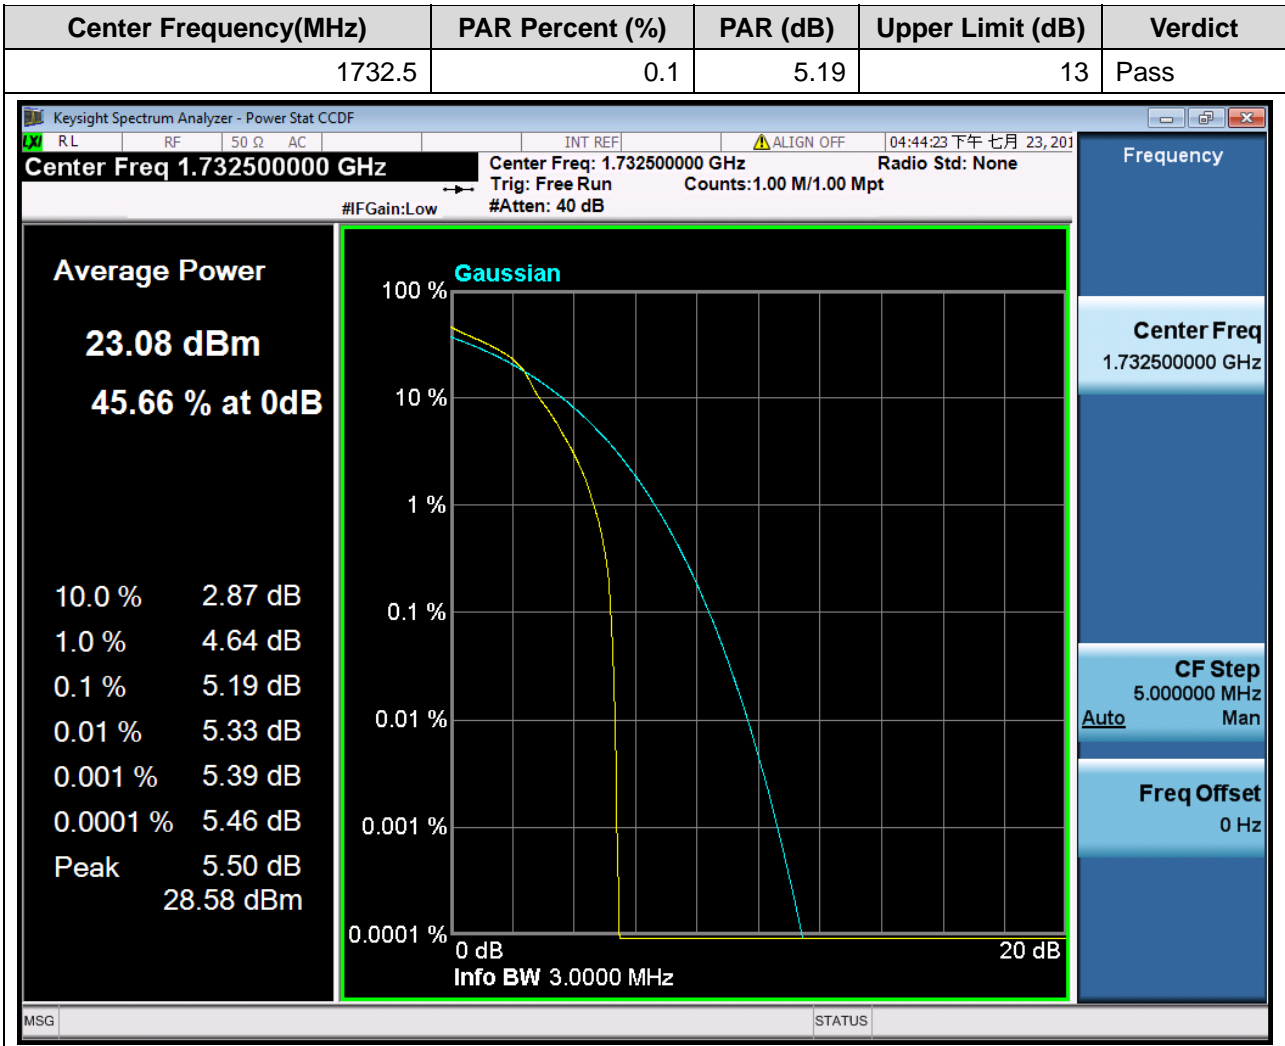 Center Frequency(MHz) PAR Percent (%) PAR (dB) Upper Limit (dB) Verdict
1732.5 0.1 5.19 13 Pass
Keysight Spectrum Analyzer - Power Stat CCDF
LXI RL RF 50 Ω AC INT REF ALIGN OFF 04:44:23 下午 七月 23, 201
Center Freq 1.732500000 GHz
Center Freq: 1.732500000 GHz Radio Std: None
Trig: Free Run Counts:1.00 M/1.00 Mpt
#IFGain:Low #Atten: 40 dB
Average Power
23.08 dBm
45.66 % at 0dB
10.0 % 2.87 dB
1.0 % 4.64 dB
0.1 % 5.19 dB
0.01 % 5.33 dB
0.001 % 5.39 dB
0.0001 % 5.46 dB
Peak 5.50 dB
28.58 dBm
Gaussian
100 %
10 %
1 %
0.1 %
0.01 %
0.001 %
0.0001 %
0 dB 20 dB
Info BW 3.0000 MHz
Frequency
Center Freq
1.732500000 GHz
CF Step
5.000000 MHz
Auto Man
Freq Offset
0 Hz
MSG STATUS